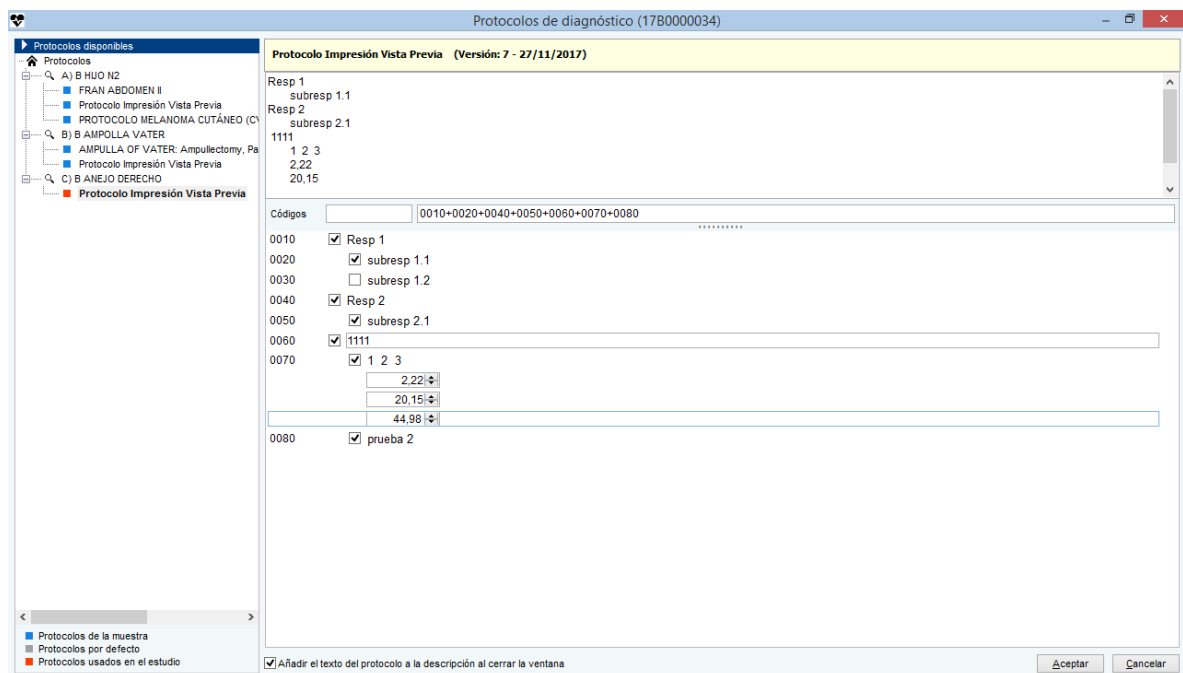 Protocolos de diagnóstico (17B0000034)
Protocolos disponibles
Protocolos
A) B HIJO N2
FRAN ABDOMEN II
Protocolo Impresión Vista Previa
PROTOCOLO MELANOMA CUTÁNEO (C
B) B AMPOLLA VATER
AMPULLA OF VATER: Ampullectomy, Pa
Protocolo Impresión Vista Previa
C) B ANEJO DERECHO
Protocolo Impresión Vista Previa
Protocolos de la muestra
Protocolos por defecto
Protocolos usados en el estudio
Protocolo Impresión Vista Previa (Versión: 7 - 27/11/2017)
Resp 1
subresp 1.1
Resp 2
subresp 2.1
1111
1 2 3
2,22
20,15
Códigos 0010+0020+0040+0050+0060+0070+0080
0010 Resp 1
0020 subresp 1.1
0030 subresp 1.2
0040 Resp 2
0050 subresp 2.1
0060 1111
0070 1 2 3
2,22
20,15
44,98
0080 prueba 2
Añadir el texto del protocolo a la descripción al cerrar la ventana
Aceptar Cancelar